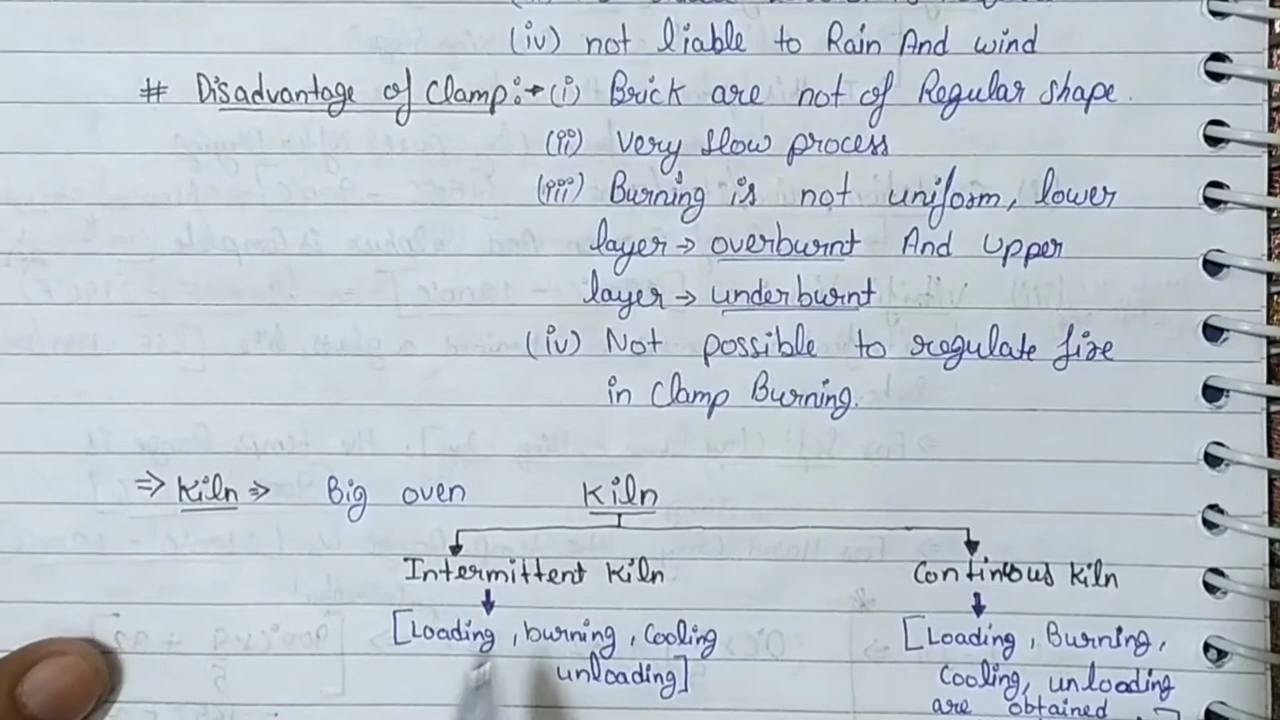 (iv) not liable to Rain And wind
# Disadvantage of Clamp:→ (i) Brick are not of Regular shape.
(ii) Very slow process
(iii) Burning is not uniform, lower
layer → overburnt And Upper
layer → underburnt
(iv) Not possible to regulate fire
in Clamp Burning.
⇒ Kiln ⇒ Big oven Kiln
Intermittent Kiln Continous Kiln
[Loading, burning, Cooling [Loading, Burning,
unloading] Cooling, unloading
are obtained